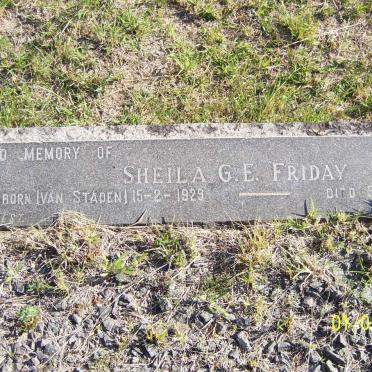 MEMORY OF
SHEILA G.E. FRIDAY
BORN (VAN STADEN) 15-2-1929 —— DIED